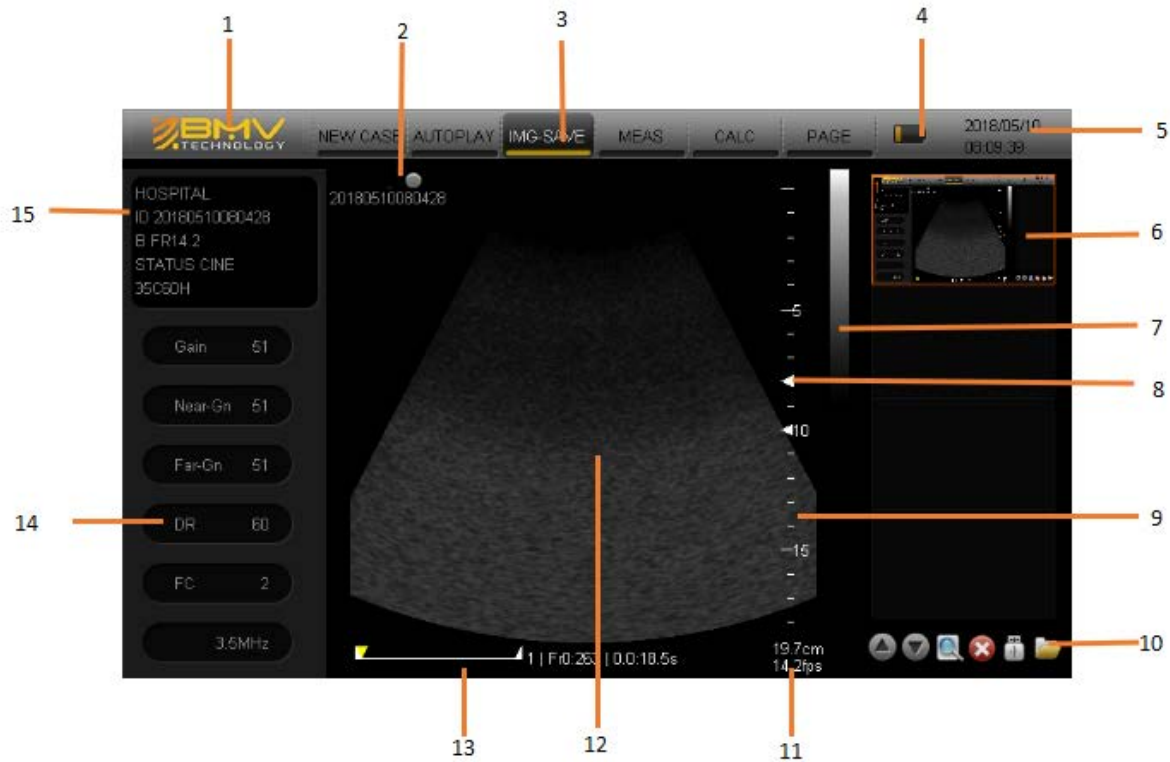 1
2
3
4
BMV
TECHNOLOGY
NEW CASE AUTOPLAY IMG-SAVE MEAS CALC PAGE
2018/05/10
08:09:39
5
15
HOSPITAL
ID 20180510080428
B FR14.2
STATUS CINE
35C60H
20180510080428
6
Gain 51
5
7
Near-Gn 51
8
10
Far-Gn 51
14
DR 60
9
15
FC 2
3.5MHz
1 | Fr0:263 | 0.0:18.5s
19.7cm
14.2fps
10
13
12
11